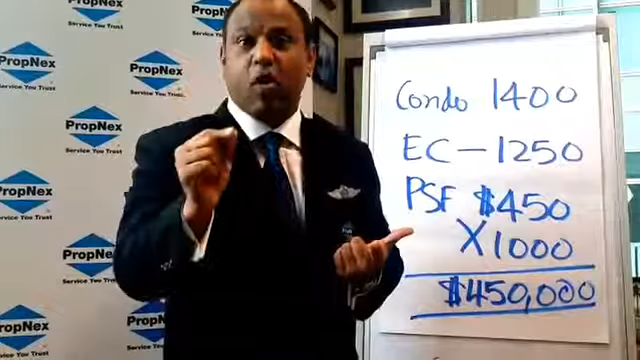 PropNex
Service You Trust
PropNex
Service You Trust
PropNex
Service You Trust
PropNex
Service You Trust
PropNex
Service You Trust
PropNex
Service You Trust
PropNex
Service You Trust
PropNex
Service You Trust
PropNex
Service You Trust
Condo 1400
EC - 1250
PSF $450
X 1000
$450,000